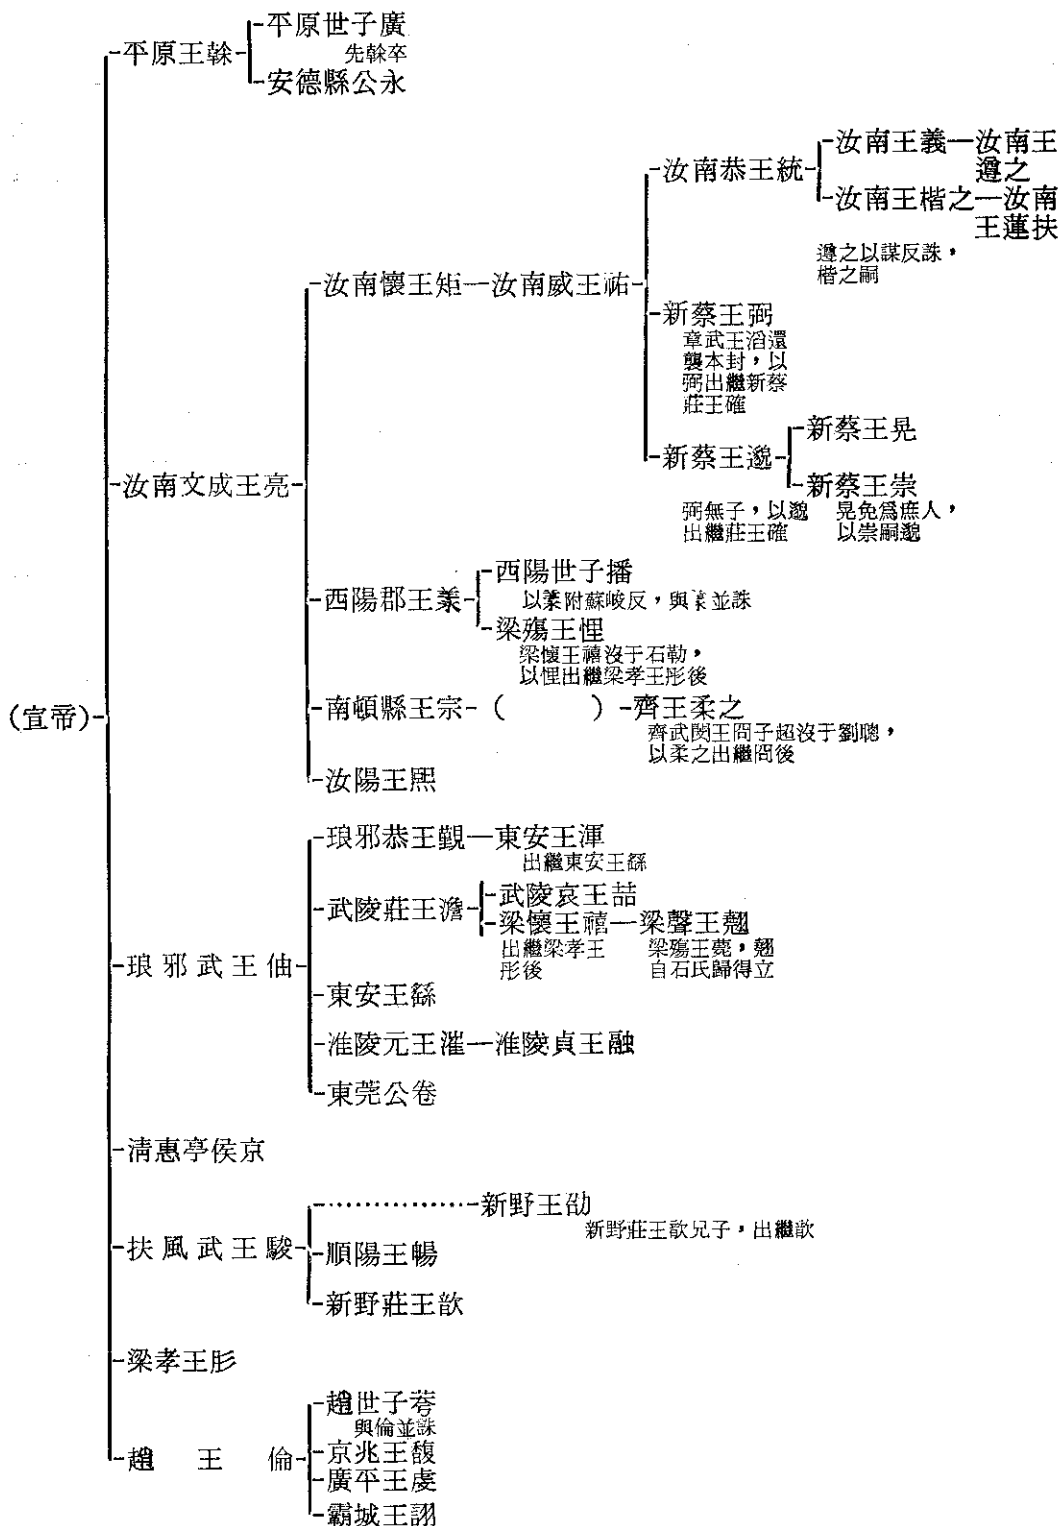 平原世子廣
平原王榦
先榦卒
安德縣公永
汝南王義—汝南王
汝南恭王統
遵之
汝南王楷之—汝南
王蓮扶
遵之以謀反誅,
楷之嗣
汝南懷王矩—汝南威王祐
新蔡王弼
章武王滔還
襲本封,以
弼出繼新蔡
莊王確
新蔡王晃
新蔡王邈
汝南文成王亮
新蔡王崇
弼無子,以邈
出繼莊王確
晃免爲庶人,
以崇嗣邈
西陽世子播
西陽郡王羕
以羕附蘇峻反,與羕並誅
梁殤王悝
梁懷王禧沒于石勒,
以悝出繼梁孝王肜後
南頓縣王宗-( )-齊王柔之
(宣帝)
齊武閔王冏子超沒于劉聰,
以柔之出繼冏後
汝陽王熙
琅邪恭王覲—東安王渾
出繼東安王繇
武陵哀王喆
武陵莊王澹
梁懷王禧—梁聲王翹
出繼梁孝王
肜後
梁殤王薨,翹
自石氏歸得立
琅邪武王伷
東安王繇
淮陵元王漼—淮陵貞王融
東莞公卷
清惠亭侯京
新野王劭
新野莊王歆兄子,出繼歆
扶風武王駿
順陽王暢
新野莊王歆
梁孝王肜
趙世子荂
與倫並誅
京兆王馥
趙王倫
廣平王虔
霸城王詡